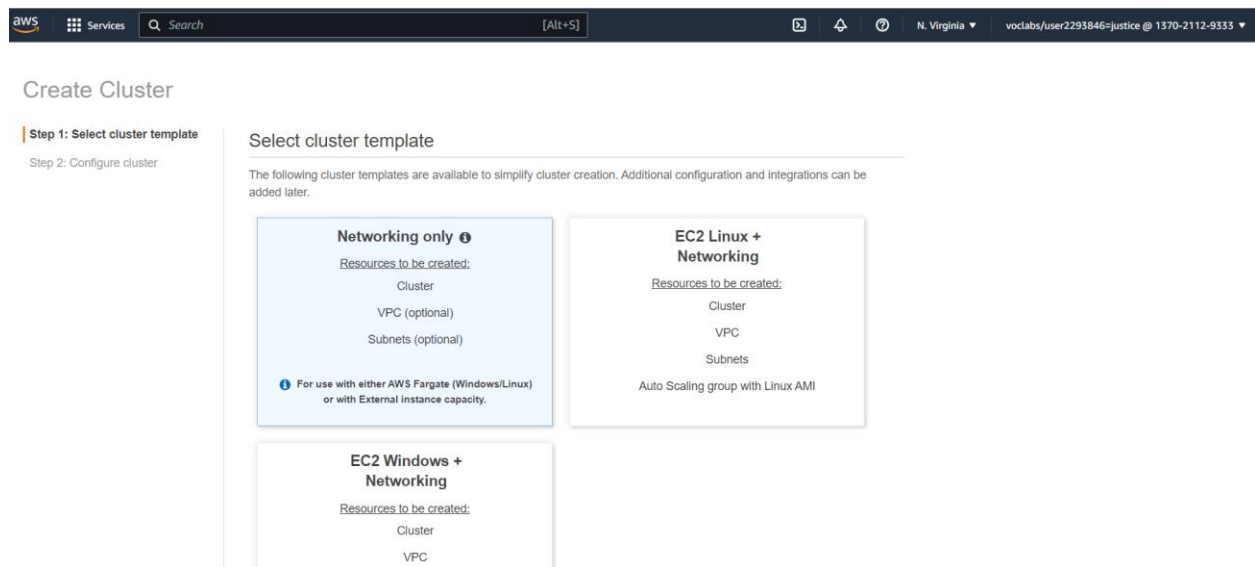 aws
Services
Search
[Alt+S]
N. Virginia
voclabs/user2293846=justice @ 1370-2112-9333
Create Cluster
Step 1: Select cluster template
Step 2: Configure cluster
Select cluster template
The following cluster templates are available to simplify cluster creation. Additional configuration and integrations can be
added later.
Networking only
Resources to be created:
Cluster
VPC (optional)
Subnets (optional)
For use with either AWS Fargate (Windows/Linux)
or with External instance capacity.
EC2 Linux +
Networking
Resources to be created:
Cluster
VPC
Subnets
Auto Scaling group with Linux AMI
EC2 Windows +
Networking
Resources to be created:
Cluster
VPC